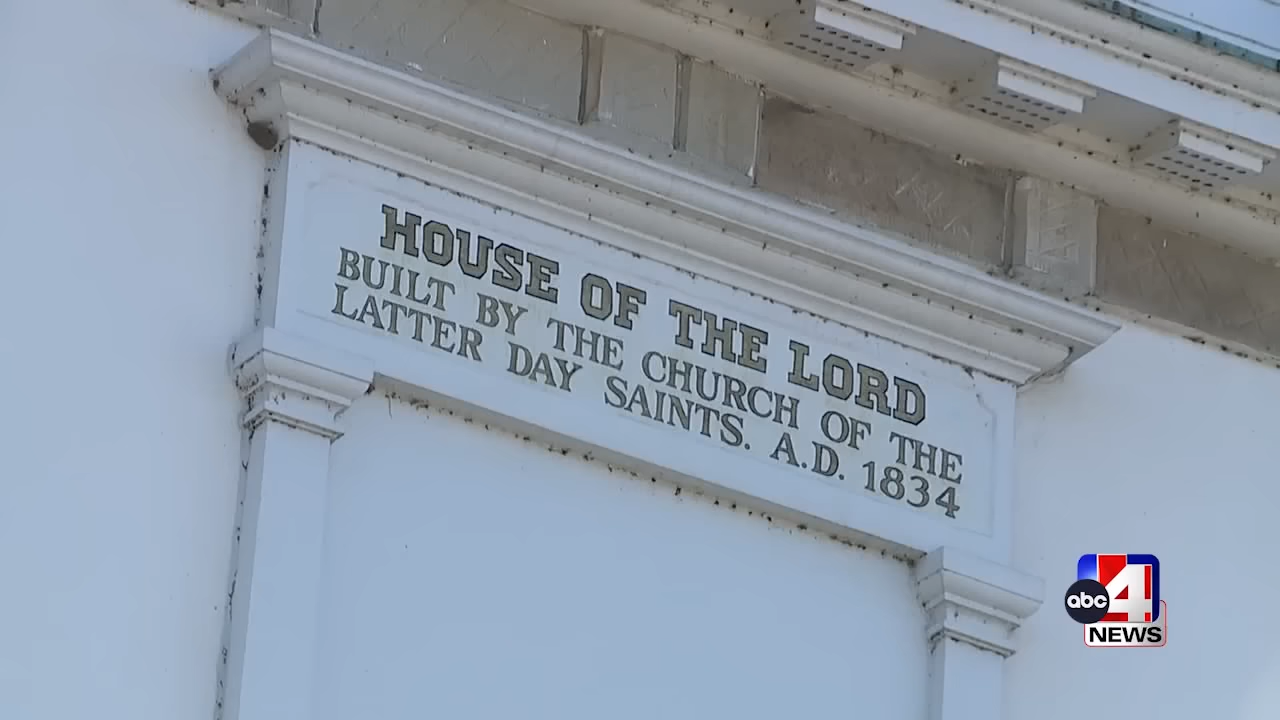 HOUSE OF THE LORD
BUILT BY THE CHURCH OF THE
LATTER DAY SAINTS. A.D. 1834
abc
4
NEWS